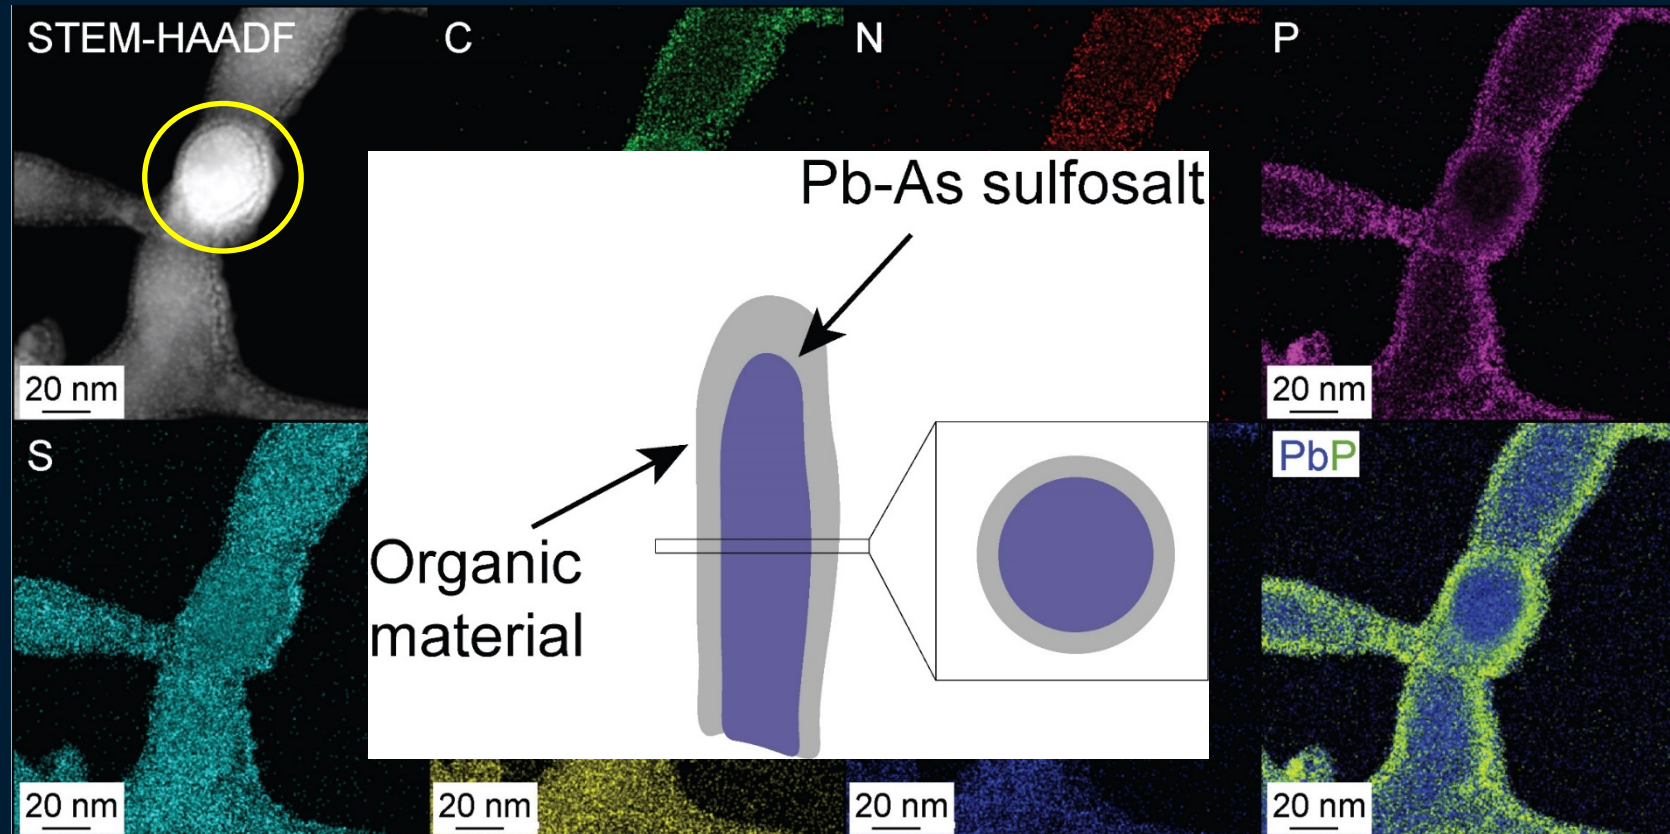 STEM-HAADF
C
N
P
Pb-As sulfosalt
20 nm
20 nm
S
PbP
Organic
material
20 nm
20 nm
20 nm
20 nm